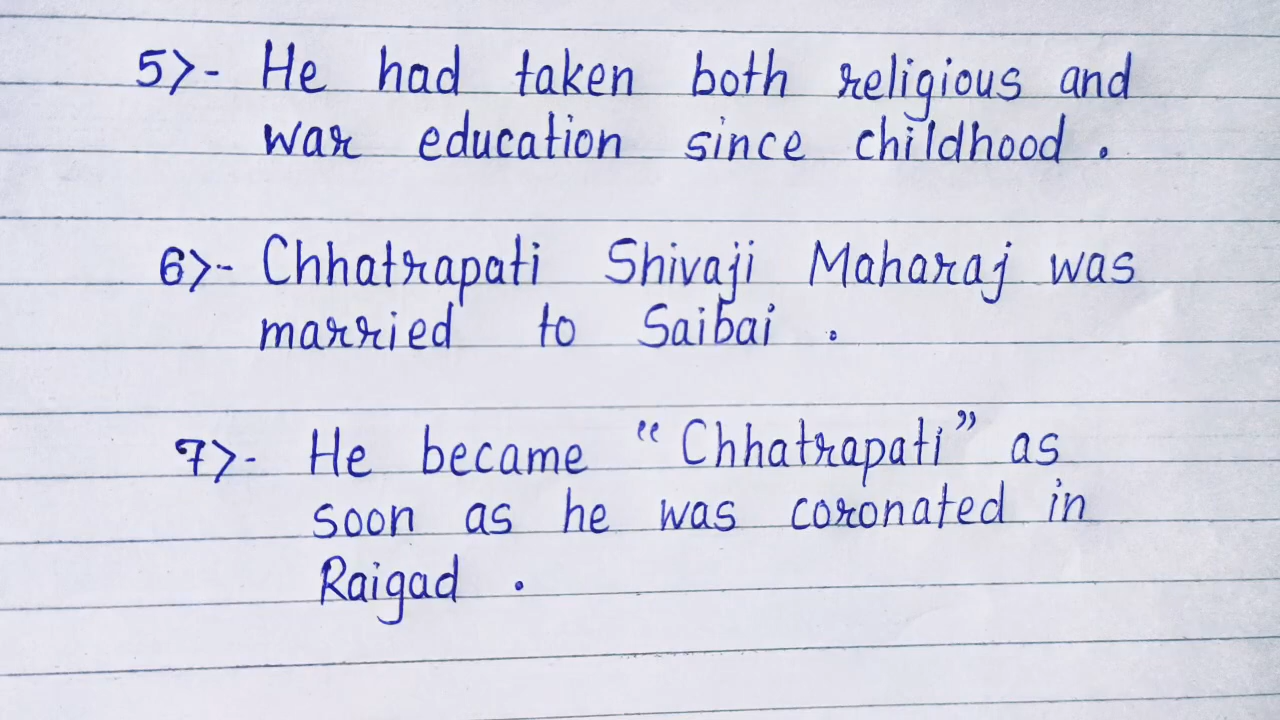 5>- He had taken both religious and
war education since childhood .
6>- Chhatrapati Shivaji Maharaj was
married to Saibai .
7>- He became "Chhatrapati" as
soon as he was coronated in
Raigad .